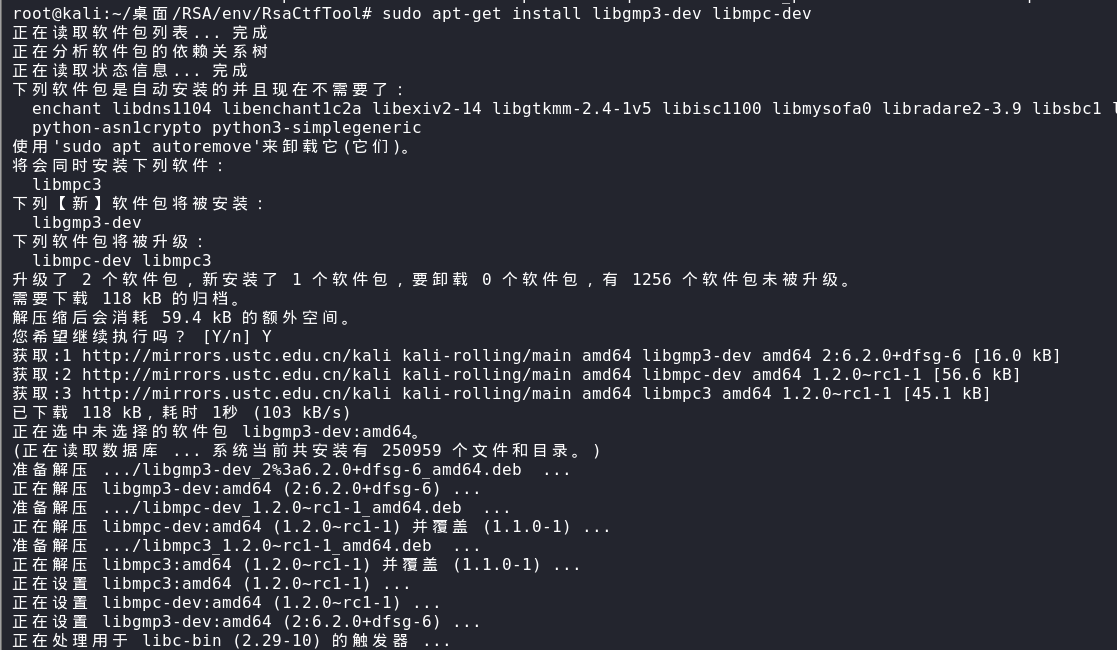 root@kali:~/桌面/RSA/env/RsaCtfTool# sudo apt-get install libgmp3-dev libmpc-dev
正在读取软件包列表... 完成
正在分析软件包的依赖关系树
正在读取状态信息... 完成
下列软件包是自动安装的并且现在不需要了：
  enchant libdns1104 libenchant1c2a libexiv2-14 libgtkmm-2.4-1v5 libisc1100 libmysofa0 libradare2-3.9 libsbc1
  python-asn1crypto python3-simplegeneric
使用'sudo apt autoremove'来卸载它(它们)。
将会同时安装下列软件：
  libmpc3
下列【新】软件包将被安装：
  libgmp3-dev
下列软件包将被升级：
  libmpc-dev libmpc3
升级了 2 个软件包，新安装了 1 个软件包，要卸载 0 个软件包，有 1256 个软件包未被升级。
需要下载 118 kB 的归档。
解压缩后会消耗 59.4 kB 的额外空间。
您希望继续执行吗？ [Y/n] Y
获取:1 http://mirrors.ustc.edu.cn/kali kali-rolling/main amd64 libgmp3-dev amd64 2:6.2.0+dfsg-6 [16.0 kB]
获取:2 http://mirrors.ustc.edu.cn/kali kali-rolling/main amd64 libmpc-dev amd64 1.2.0~rc1-1 [56.6 kB]
获取:3 http://mirrors.ustc.edu.cn/kali kali-rolling/main amd64 libmpc3 amd64 1.2.0~rc1-1 [45.1 kB]
已下载 118 kB，耗时 1秒 (103 kB/s)
正在选中未选择的软件包 libgmp3-dev:amd64。
(正在读取数据库 ... 系统当前共安装有 250959 个文件和目录。)
准备解压 .../libgmp3-dev_2%3a6.2.0+dfsg-6_amd64.deb  ...
正在解压 libgmp3-dev:amd64 (2:6.2.0+dfsg-6) ...
准备解压 .../libmpc-dev_1.2.0~rc1-1_amd64.deb  ...
正在解压 libmpc-dev:amd64 (1.2.0~rc1-1) 并覆盖 (1.1.0-1) ...
准备解压 .../libmpc3_1.2.0~rc1-1_amd64.deb  ...
正在解压 libmpc3:amd64 (1.2.0~rc1-1) 并覆盖 (1.1.0-1) ...
正在设置 libmpc3:amd64 (1.2.0~rc1-1) ...
正在设置 libmpc-dev:amd64 (1.2.0~rc1-1) ...
正在设置 libgmp3-dev:amd64 (2:6.2.0+dfsg-6) ...
正在处理用于 libc-bin (2.29-10) 的触发器 ...